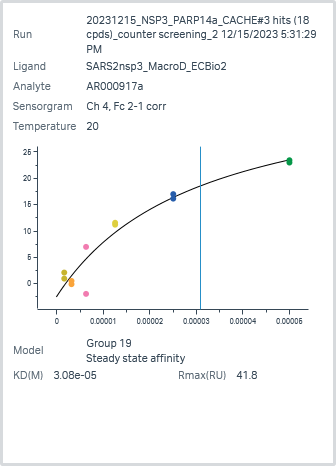 Run 20231215_NSP3_PARP14a_CACHE#3 hits (18
cpds)_counter screening_2 12/15/2023 5:31:29
PM
Ligand SARS2nsp3_MacroD_ECBio2
Analyte AR000917a
Sensorgram Ch 4, Fc 2-1 corr
Temperature 20
25
20
15
10
5
0
0 0.00001 0.00002 0.00003 0.00004 0.00005
Model Group 19
Steady state affinity
KD(M) 3.08e-05 Rmax(RU) 41.8